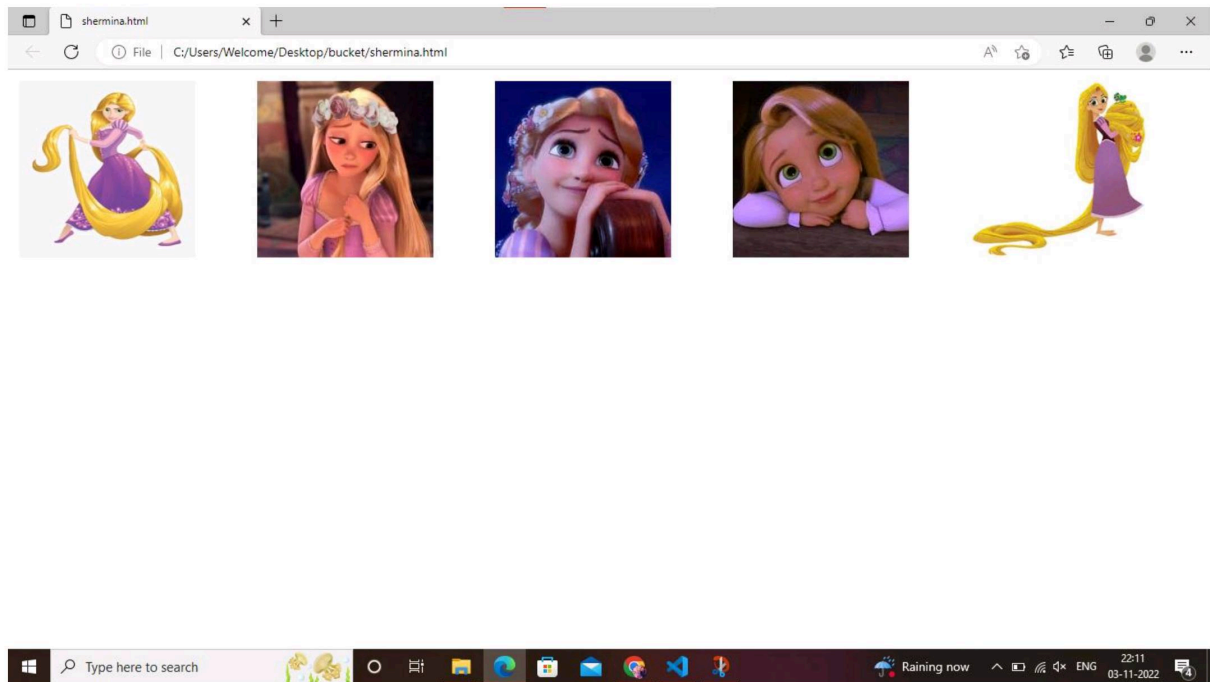 shermina.html
File | C:/Users/Welcome/Desktop/bucket/shermina.html
Type here to search
Raining now
ENG
22:11
03-11-2022
4